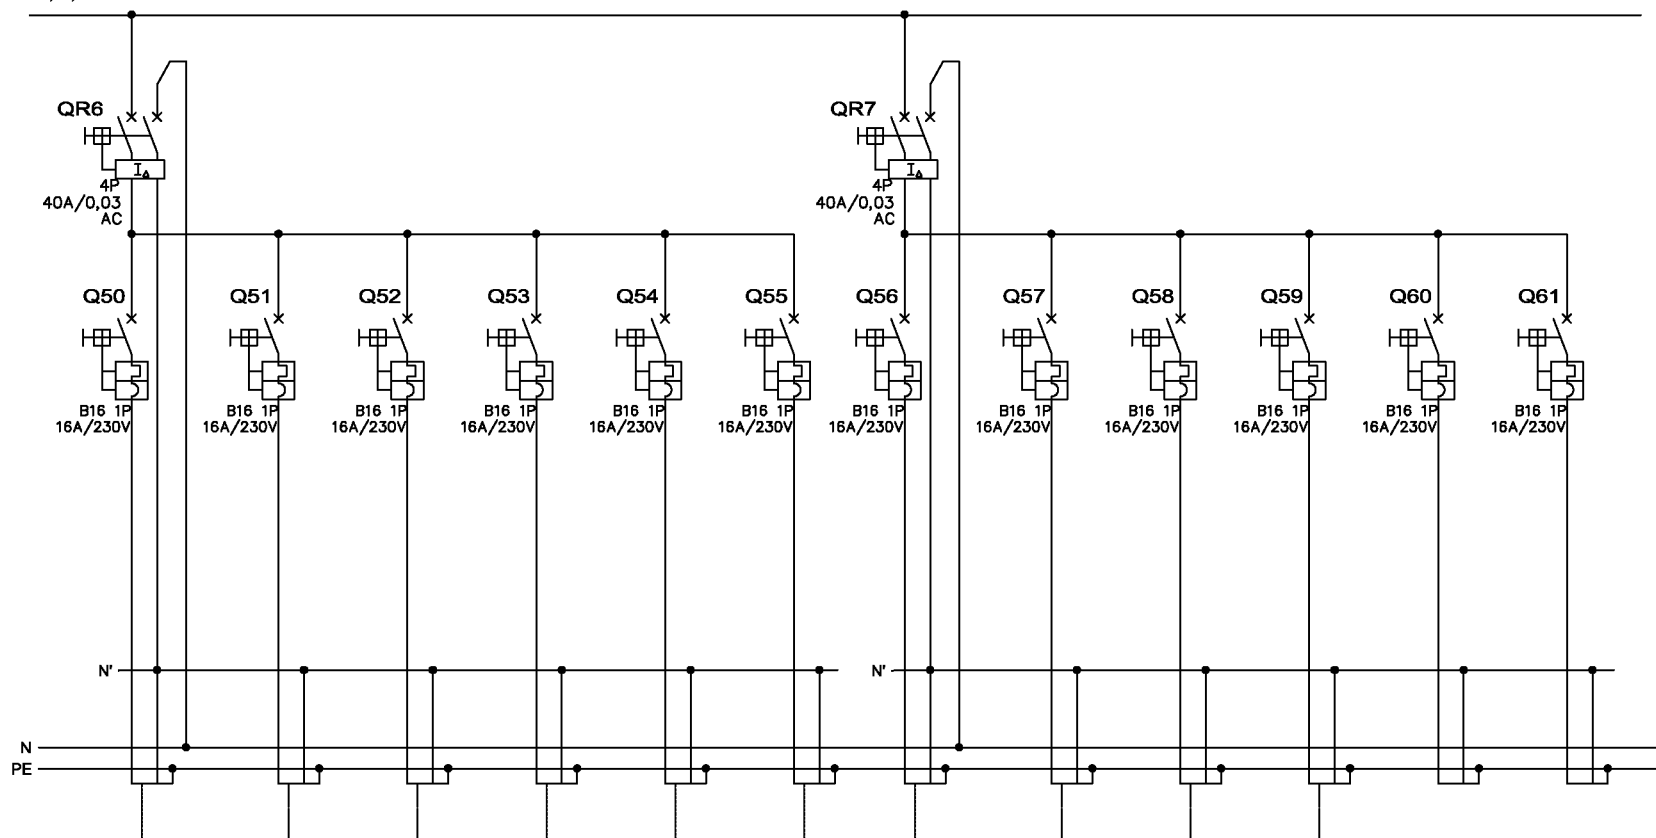 QR6
I△
4P
40A/0,03
AC
QR7
I△
4P
40A/0,03
AC
Q50
B16 1P
16A/230V
Q51
B16 1P
16A/230V
Q52
B16 1P
16A/230V
Q53
B16 1P
16A/230V
Q54
B16 1P
16A/230V
Q55
B16 1P
16A/230V
Q56
B16 1P
16A/230V
Q57
B16 1P
16A/230V
Q58
B16 1P
16A/230V
Q59
B16 1P
16A/230V
Q60
B16 1P
16A/230V
Q61
B16 1P
16A/230V
N'
N'
N
PE